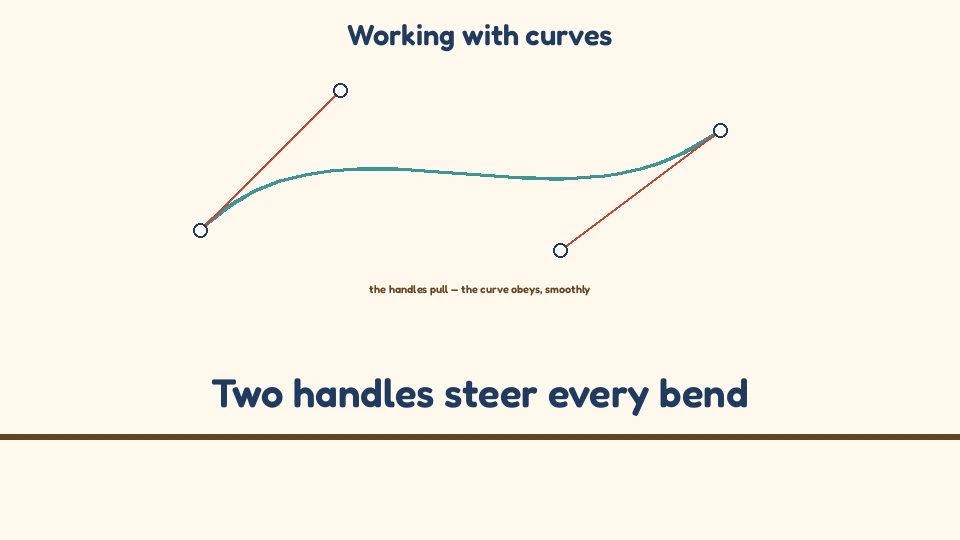 Working with curves
the handles pull — the curve obeys, smoothly
Two handles steer every bend